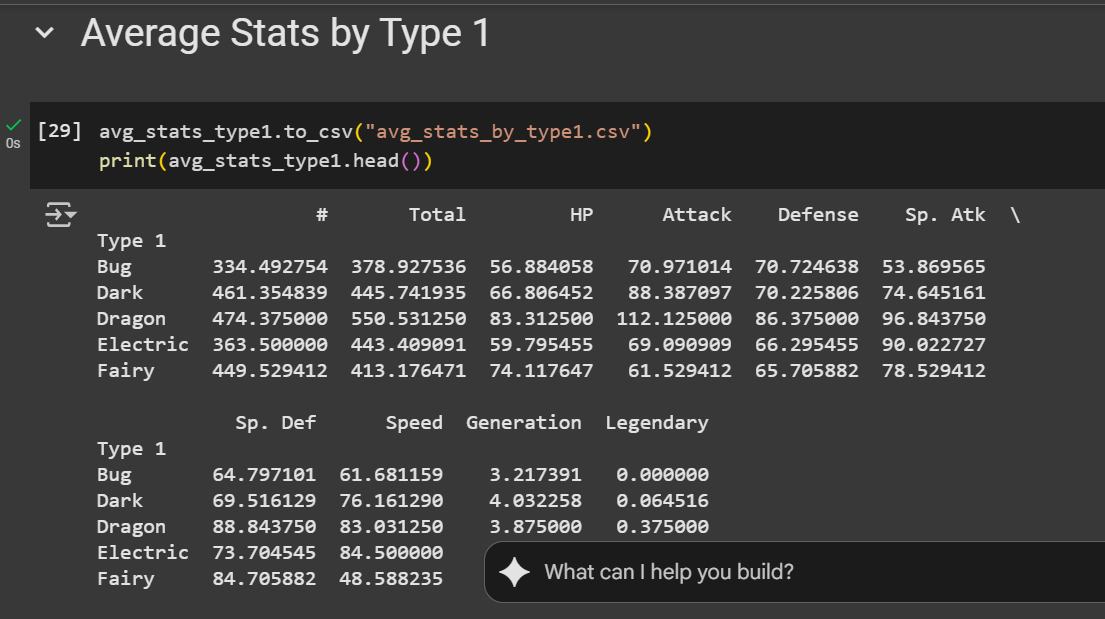 Average Stats by Type 1
[29] avg_stats_type1.to_csv("avg_stats_by_type1.csv")
0s print(avg_stats_type1.head())
# Total HP Attack Defense Sp. Atk \
Type 1
Bug 334.492754 378.927536 56.884058 70.971014 70.724638 53.869565
Dark 461.354839 445.741935 66.806452 88.387097 70.225806 74.645161
Dragon 474.375000 550.531250 83.312500 112.125000 86.375000 96.843750
Electric 363.500000 443.409091 59.795455 69.090909 66.295455 90.022727
Fairy 449.529412 413.176471 74.117647 61.529412 65.705882 78.529412
Sp. Def Speed Generation Legendary
Type 1
Bug 64.797101 61.681159 3.217391 0.000000
Dark 69.516129 76.161290 4.032258 0.064516
Dragon 88.843750 83.031250 3.875000 0.375000
Electric 73.704545 84.500000
Fairy 84.705882 48.588235
What can I help you build?